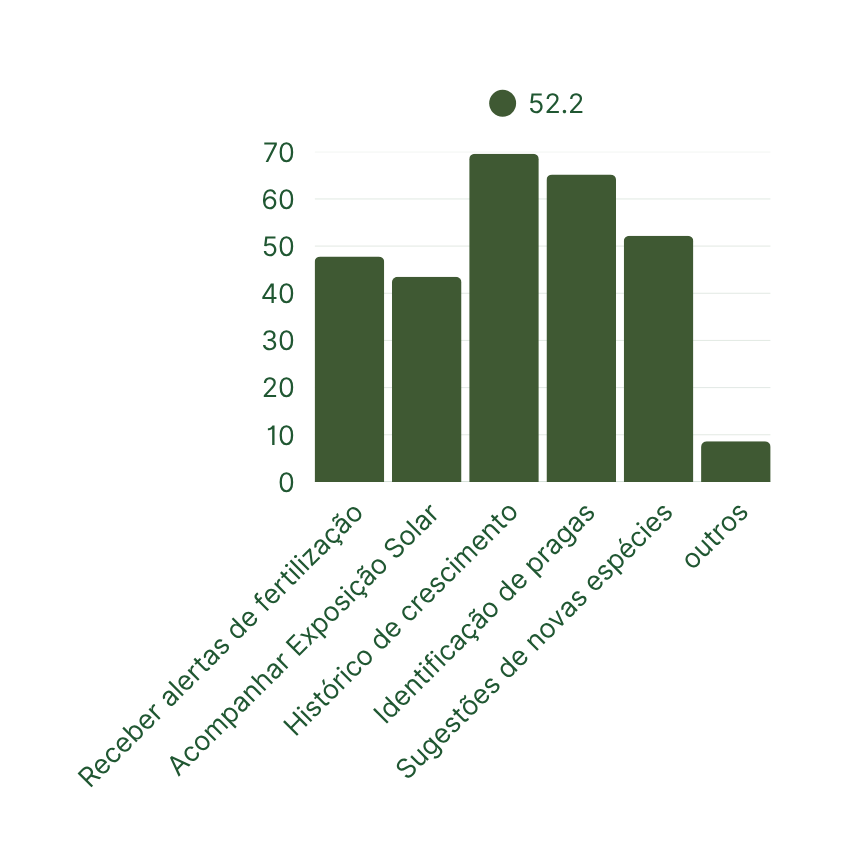 52.2
70
60
50
40
30
20
10
0
Receber alertas de fertilização
Acompanhar Exposição Solar
Histórico de crescimento
Identificação de pragas
Sugestões de novas espécies
outros